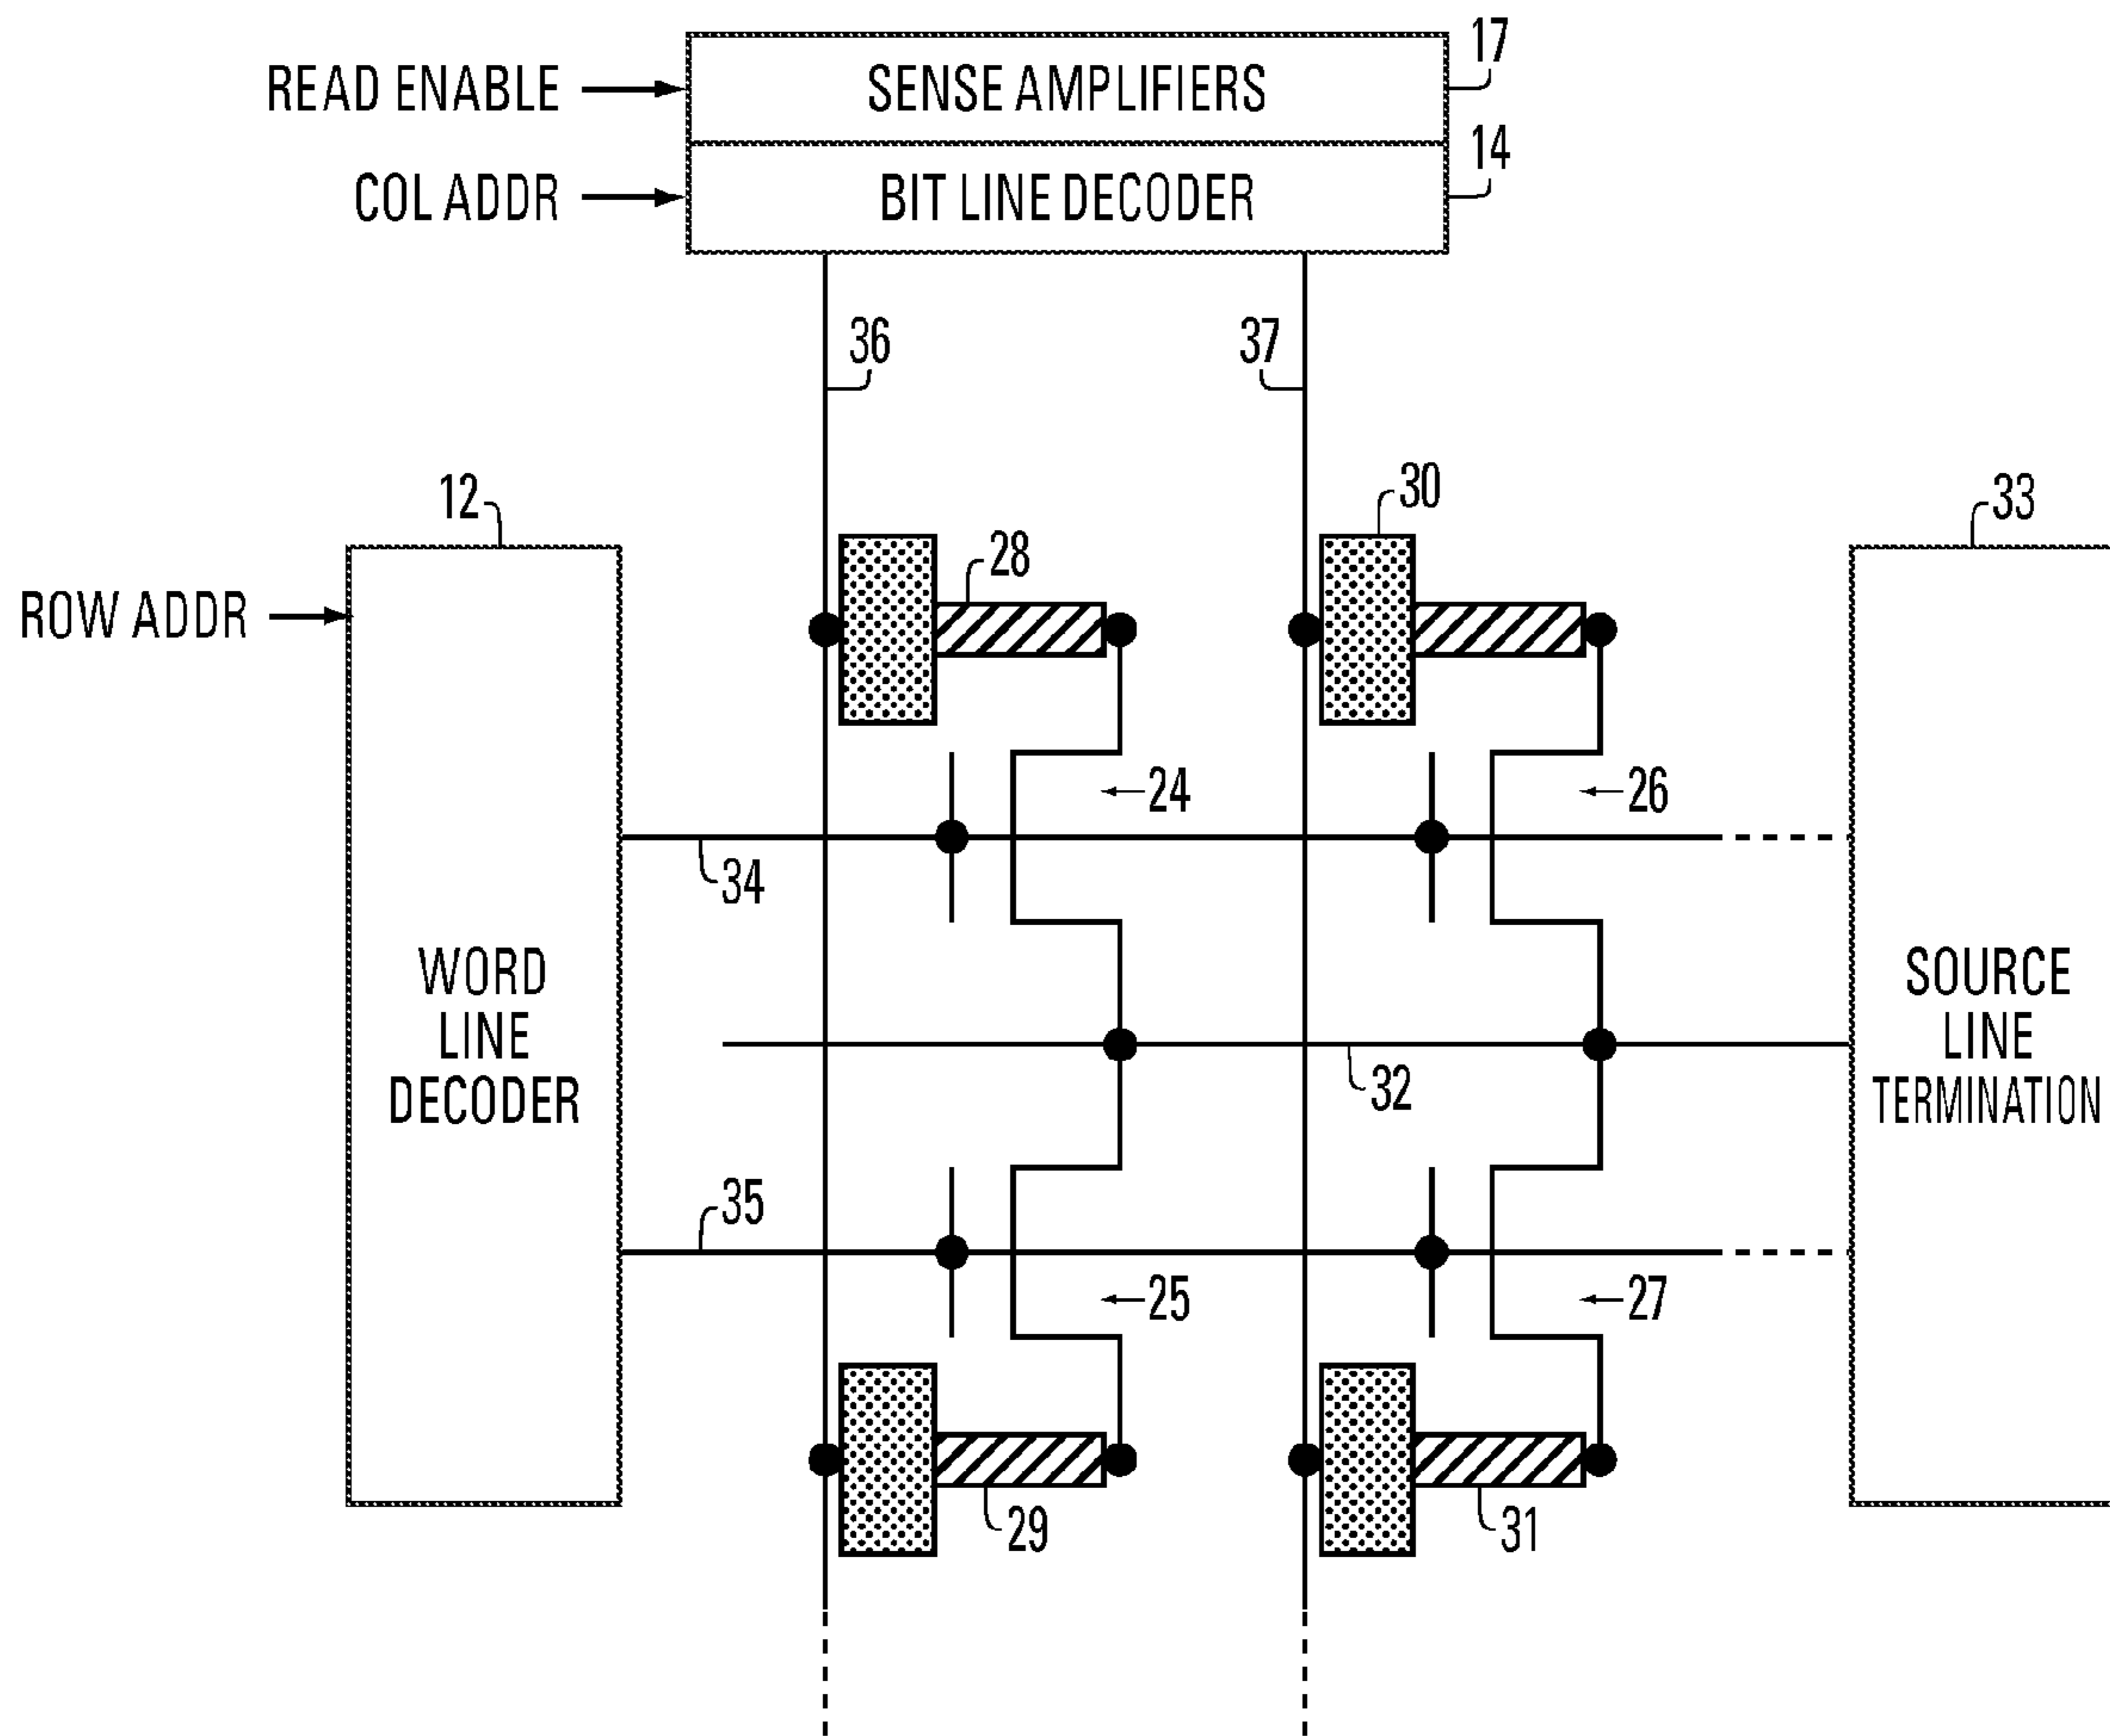 17
READ ENABLE SENSE AMPLIFIERS
14
COL ADDR BIT LINE DECODER
36 37
12 30 33
28
ROW ADDR
24 26
34
WORD
LINE
DECODER
SOURCE
LINE
TERMINATION
32
35
25 27
29 31